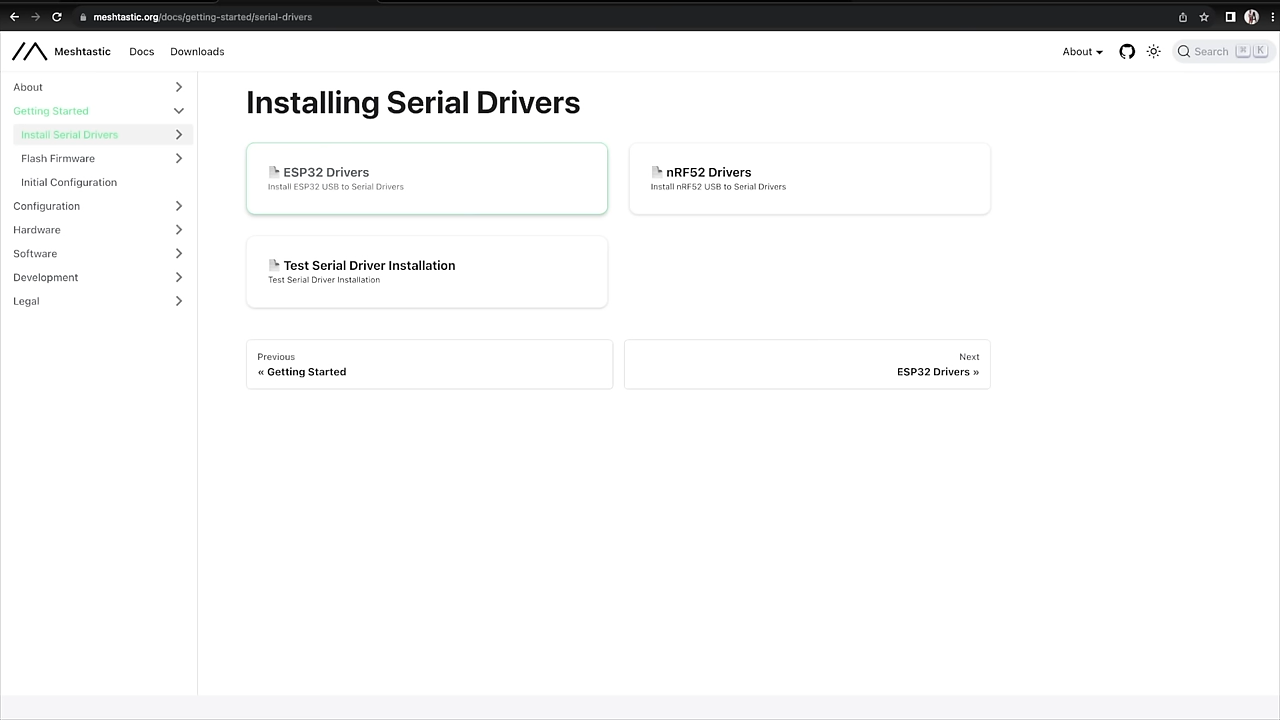 meshtastic.org/docs/getting-started/serial-drivers
Meshtastic
Docs
Downloads
About
Search ⌘ K
About
Getting Started
Install Serial Drivers
Flash Firmware
Initial Configuration
Configuration
Hardware
Software
Development
Legal
Installing Serial Drivers
ESP32 Drivers
Install ESP32 USB to Serial Drivers
nRF52 Drivers
Install nRF52 USB to Serial Drivers
Test Serial Driver Installation
Test Serial Driver Installation
Previous
« Getting Started
Next
ESP32 Drivers »